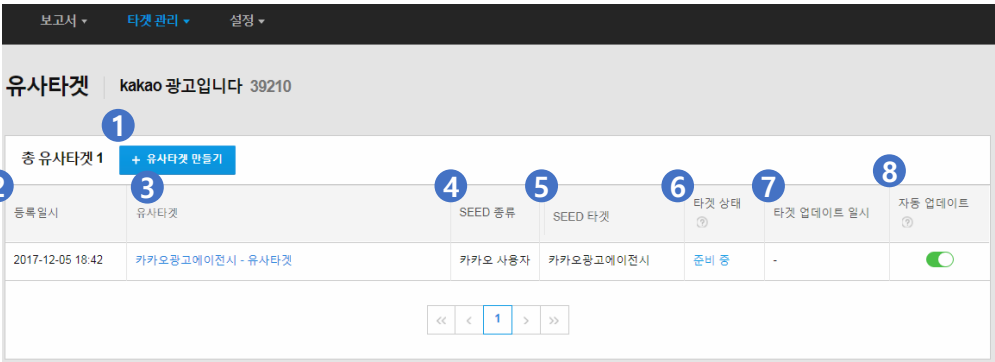 보고서 타겟 관리 설정
유사타겟 kakao 광고입니다 39210
1
총 유사타겟 1 + 유사타겟 만들기
2 3 4 5 6 7 8
등록일시 유사타겟 SEED 종류 SEED 타겟 타겟 상태 ? 타겟 업데이트 일시 자동 업데이트 ?
2017-12-05 18:42 카카오광고에이전시 - 유사타겟 카카오 사용자 카카오광고에이전시 준비 중 -
<< < 1 > >>